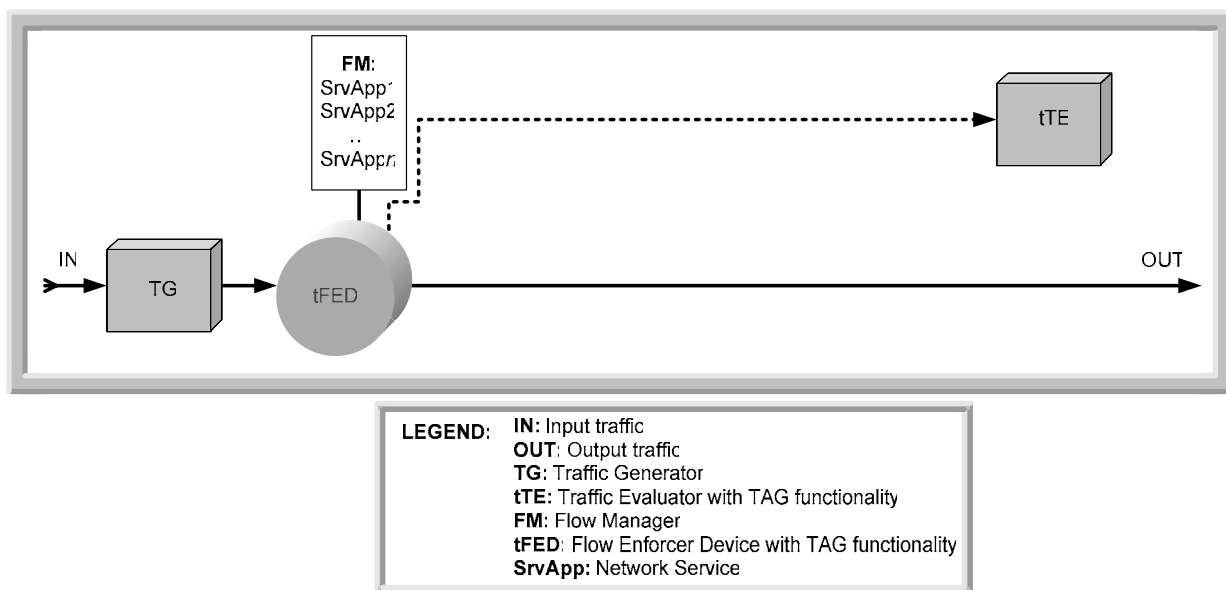 FM:
SrvApp1
SrvApp2
..
SrvAppn
tTE
IN
OUT
TG
tFED
LEGEND: IN: Input traffic
OUT: Output traffic
TG: Traffic Generator
tTE: Traffic Evaluator with TAG functionality
FM: Flow Manager
tFED: Flow Enforcer Device with TAG functionality
SrvApp: Network Service